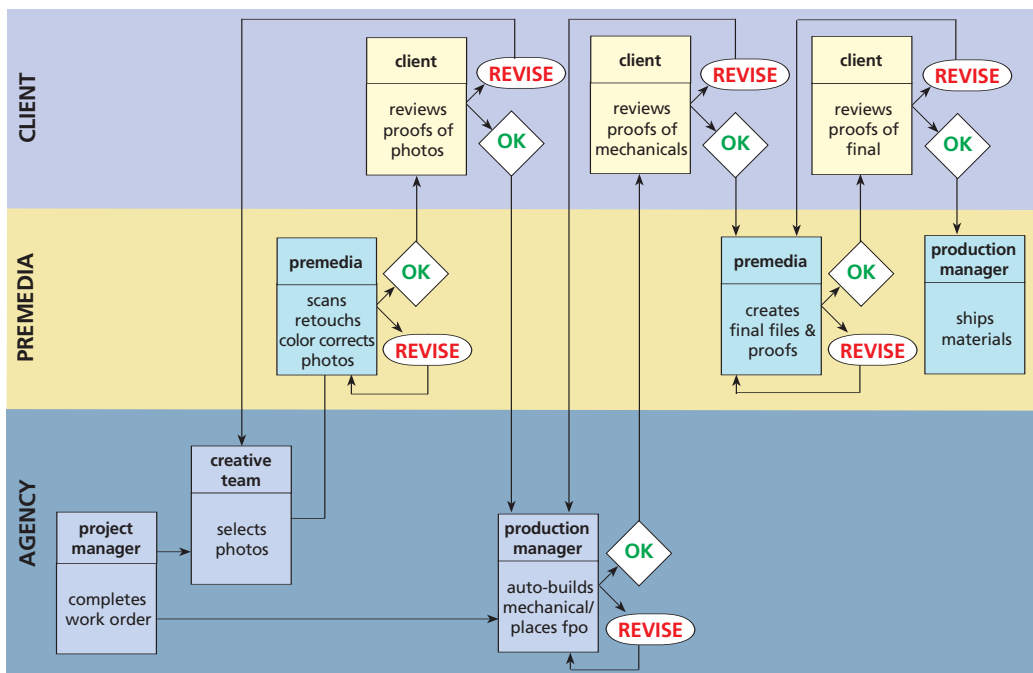 CLIENT
client
reviews
proofs of
photos
REVISE
OK
client
reviews
proofs of
mechanicals
REVISE
OK
client
reviews
proofs of
final
REVISE
OK
PREMEDIA
premedia
scans
retouchs
color corrects
photos
OK
REVISE
premedia
creates
final files &
proofs
OK
REVISE
production
manager
ships
materials
AGENCY
project
manager
completes
work order
creative
team
selects
photos
production
manager
auto-builds
mechanical/
places fpo
OK
REVISE